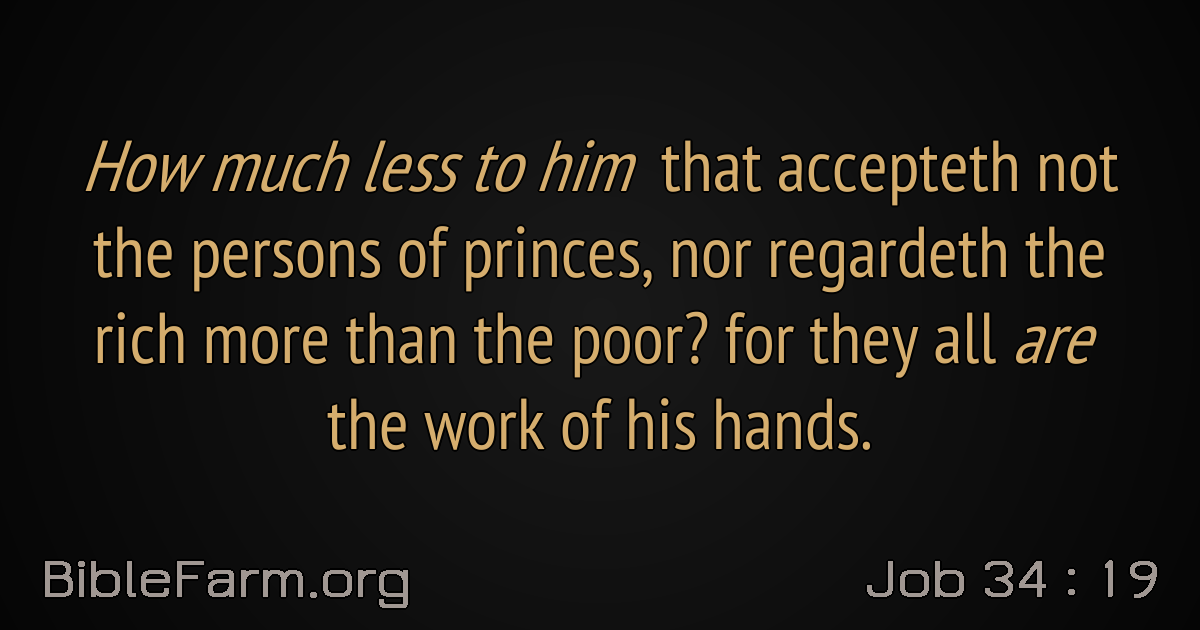 How much less to him that accepteth not
the persons of princes, nor regardeth the
rich more than the poor? for they all are
the work of his hands.
BibleFarm.org
Job 34 : 19